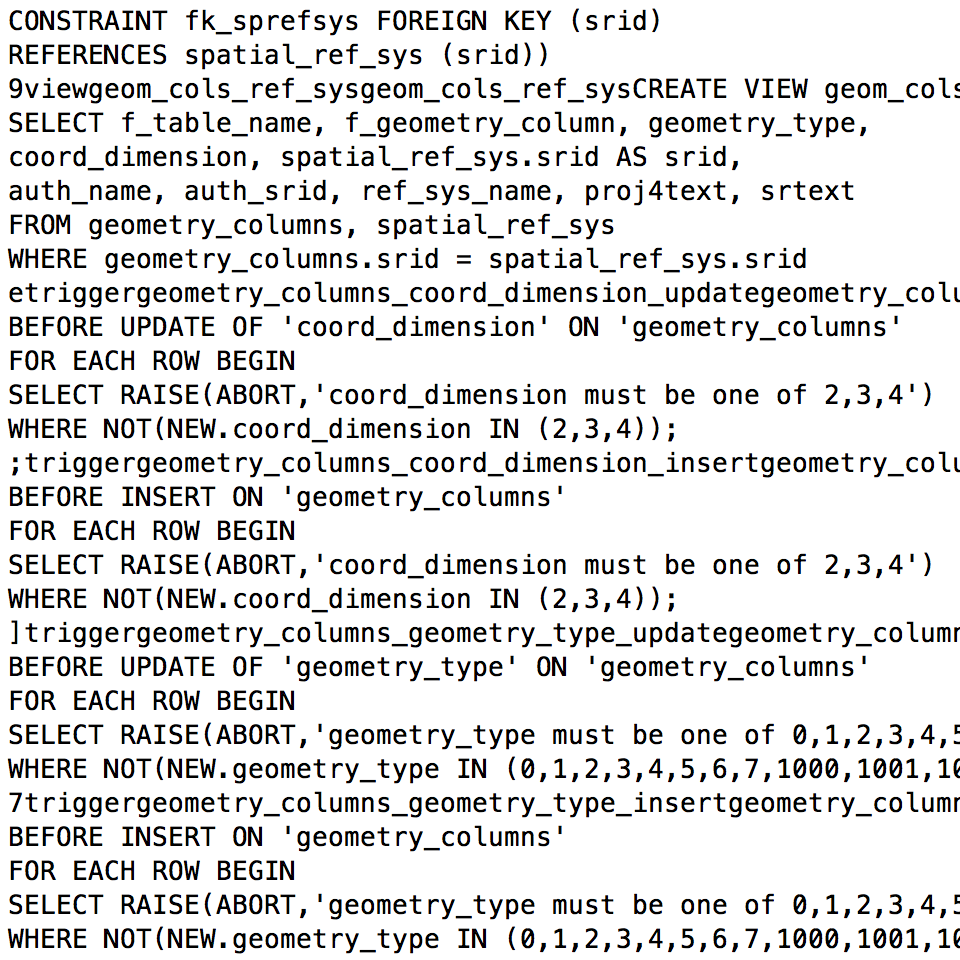 CONSTRAINT fk_sprefsys FOREIGN KEY (srid)
REFERENCES spatial_ref_sys (srid))
9viewgeom_cols_ref_sysgeom_cols_ref_sysCREATE VIEW geom_cols
SELECT f_table_name, f_geometry_column, geometry_type,
coord_dimension, spatial_ref_sys.srid AS srid,
auth_name, auth_srid, ref_sys_name, proj4text, srtext
FROM geometry_columns, spatial_ref_sys
WHERE geometry_columns.srid = spatial_ref_sys.srid
etriggergeometry_columns_coord_dimension_updategeometry_colu
BEFORE UPDATE OF 'coord_dimension' ON 'geometry_columns'
FOR EACH ROW BEGIN
SELECT RAISE(ABORT,'coord_dimension must be one of 2,3,4')
WHERE NOT(NEW.coord_dimension IN (2,3,4));
;triggergeometry_columns_coord_dimension_insertgeometry_colu
BEFORE INSERT ON 'geometry_columns'
FOR EACH ROW BEGIN
SELECT RAISE(ABORT,'coord_dimension must be one of 2,3,4')
WHERE NOT(NEW.coord_dimension IN (2,3,4));
]triggergeometry_columns_geometry_type_updategeometry_column
BEFORE UPDATE OF 'geometry_type' ON 'geometry_columns'
FOR EACH ROW BEGIN
SELECT RAISE(ABORT,'geometry_type must be one of 0,1,2,3,4,5
WHERE NOT(NEW.geometry_type IN (0,1,2,3,4,5,6,7,1000,1001,10
7triggergeometry_columns_geometry_type_insertgeometry_column
BEFORE INSERT ON 'geometry_columns'
FOR EACH ROW BEGIN
SELECT RAISE(ABORT,'geometry_type must be one of 0,1,2,3,4,5
WHERE NOT(NEW.geometry_type IN (0,1,2,3,4,5,6,7,1000,1001,10